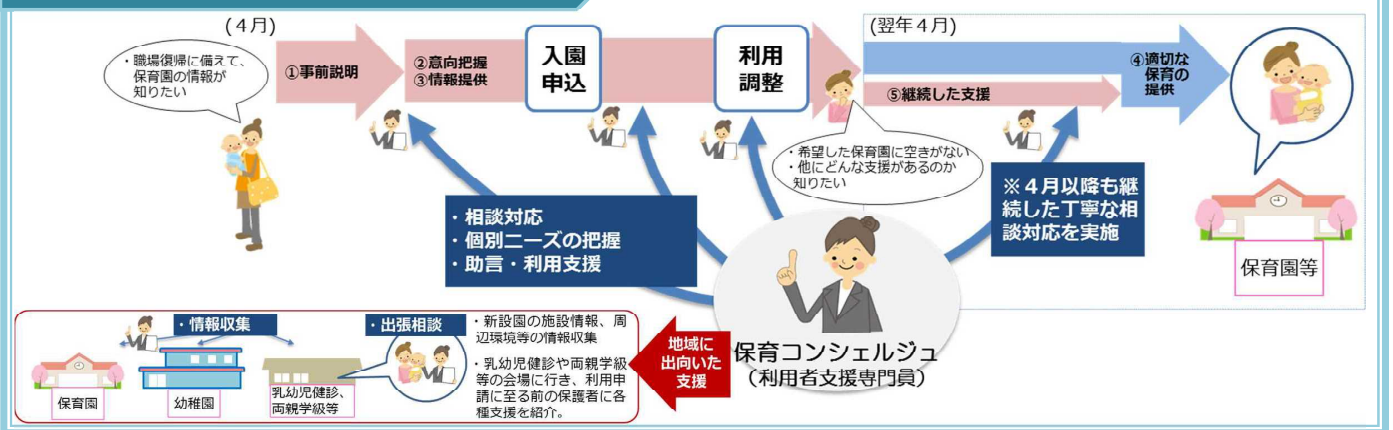 (４月)
(翌年４月)
・職場復帰に備えて、
保育園の情報が
知りたい
①事前説明
②意向把握
③情報提供
入園
申込
利用
調整
④適切な
保育の
提供
⑤継続した支援
・希望した保育園に空きがない
・他にどんな支援があるのか
知りたい
・相談対応
・個別ニーズの把握
・助言・利用支援
※４月以降も継
続した丁寧な相
談対応を実施
保育園等
保育コンシェルジュ
（利用者支援専門員）
地域に
出向いた
支援
・情報収集
・出張相談
保育園
幼稚園
乳幼児健診、
両親学級等
・新設園の施設情報、周
辺環境等の情報収集
・乳幼児健診や両親学級
等の会場に行き、利用申
請に至る前の保護者に各
種支援を紹介。